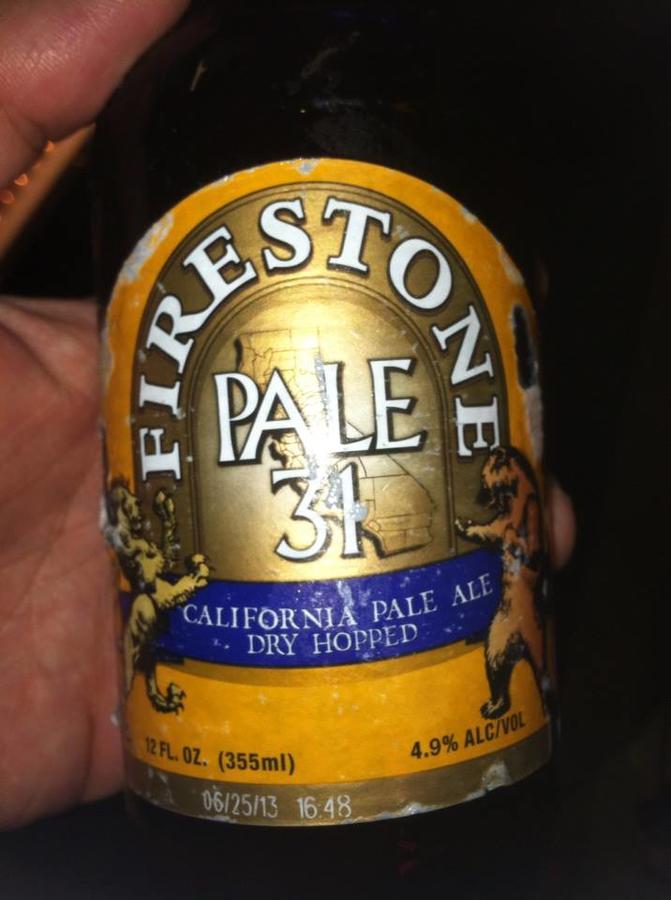 FIRESTONE
PALE
31
CALIFORNIA PALE ALE
DRY HOPPED
12 FL. OZ. (355ml)
4.9% ALC/VOL
06/25/13 16:48